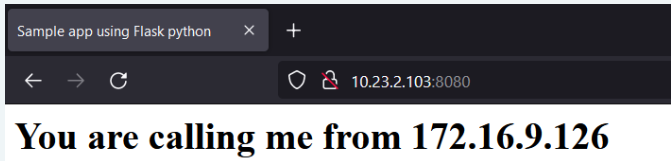 Sample app using Flask python
10.23.2.103:8080
You are calling me from 172.16.9.126